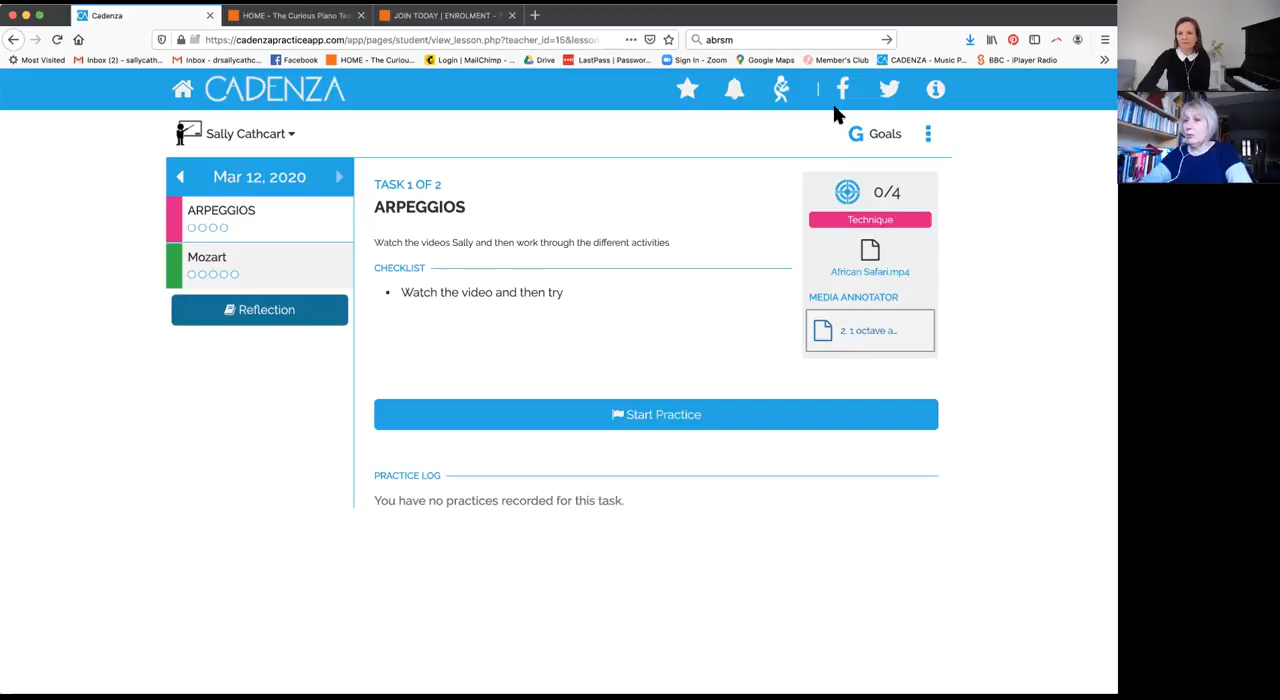 Cadenza
HOME - The Curious Piano Tea
JOIN TODAY | ENROLMENT -
https://cadenzapracticeapp.com/app/pages/student/view_lesson.php?teacher_id=15&lesson
abrsm
Most Visited
Inbox (2) - sallycath...
Inbox - drsallycathc...
Facebook
HOME - The Curiou...
Login | MailChimp - ...
Drive
LastPass | Passwor...
Sign In - Zoom
Google Maps
Member's Club
CADENZA - Music P...
BBC - iPlayer Radio
CADENZA
Sally Cathcart
Goals
Mar 12, 2020
ARPEGGIOS
Mozart
Reflection
TASK 1 OF 2
ARPEGGIOS
Watch the videos Sally and then work through the different activities
CHECKLIST
• Watch the video and then try
0/4
Technique
African Safari.mp4
MEDIA ANNOTATOR
2. 1 octave a...
Start Practice
PRACTICE LOG
You have no practices recorded for this task.